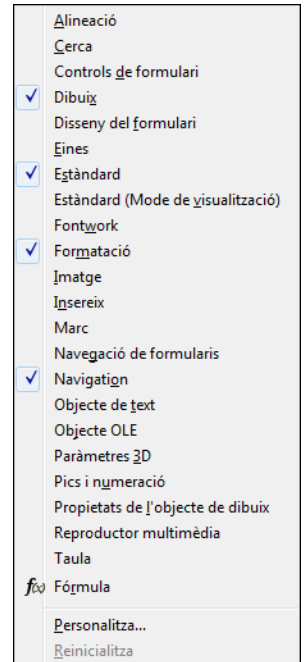 Alineació
Cerca
Controls de formulari
Dibuix
Disseny del formulari
Eines
Estàndard
Estàndard (Mode de visualització)
Fontwork
Formatació
Imatge
Insereix
Marc
Navegació de formularis
Navigation
Objecte de text
Objecte OLE
Paràmetres 3D
Pics i numeració
Propietats de l'objecte de dibuix
Reproductor multimèdia
Taula
f(x) Fórmula
Personalitza...
Reinicialitza